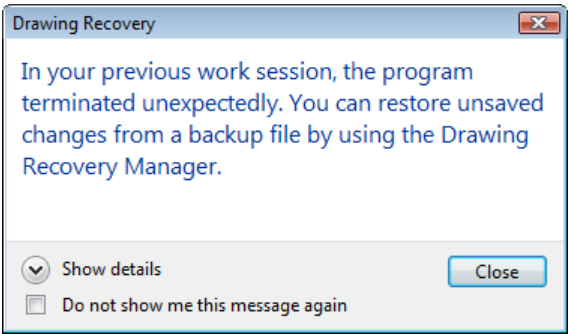 Drawing Recovery
In your previous work session, the program
terminated unexpectedly. You can restore unsaved
changes from a backup file by using the Drawing
Recovery Manager.
Show details
Close
Do not show me this message again